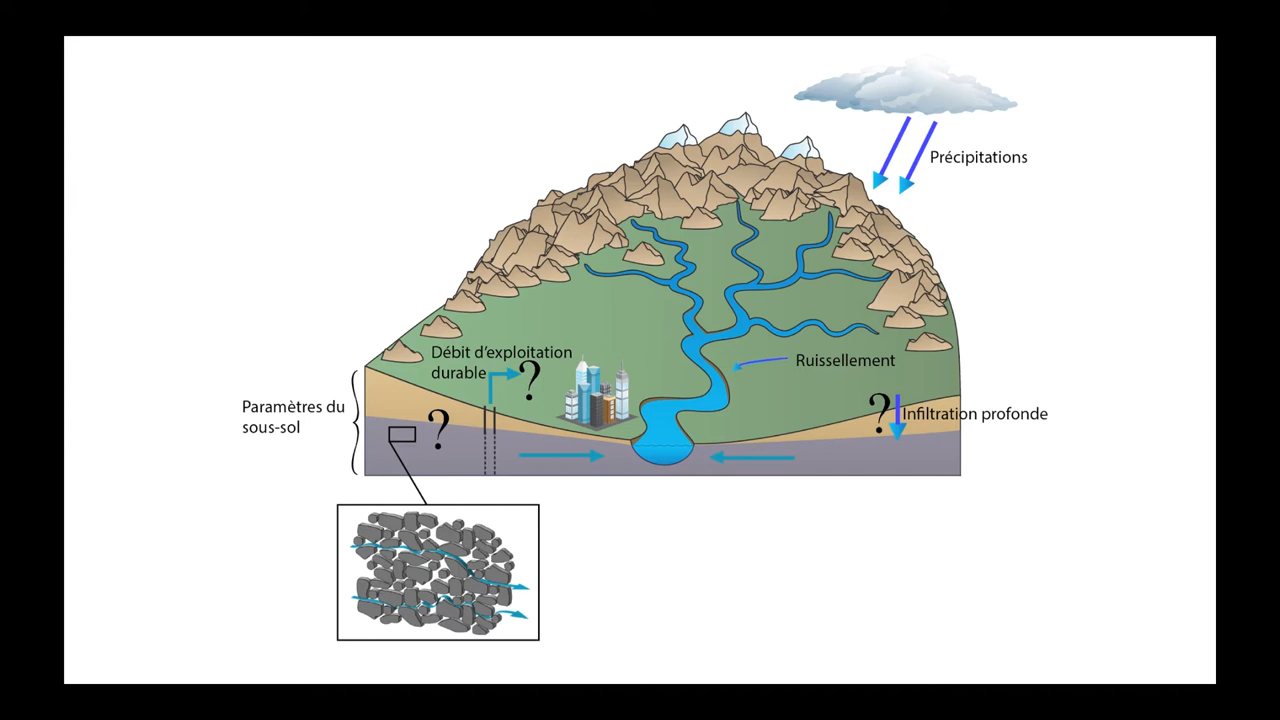 Précipitations
Débit d’exploitation
durable
?
Ruissellement
Paramètres du
sous-sol
?
?
Infiltration profonde